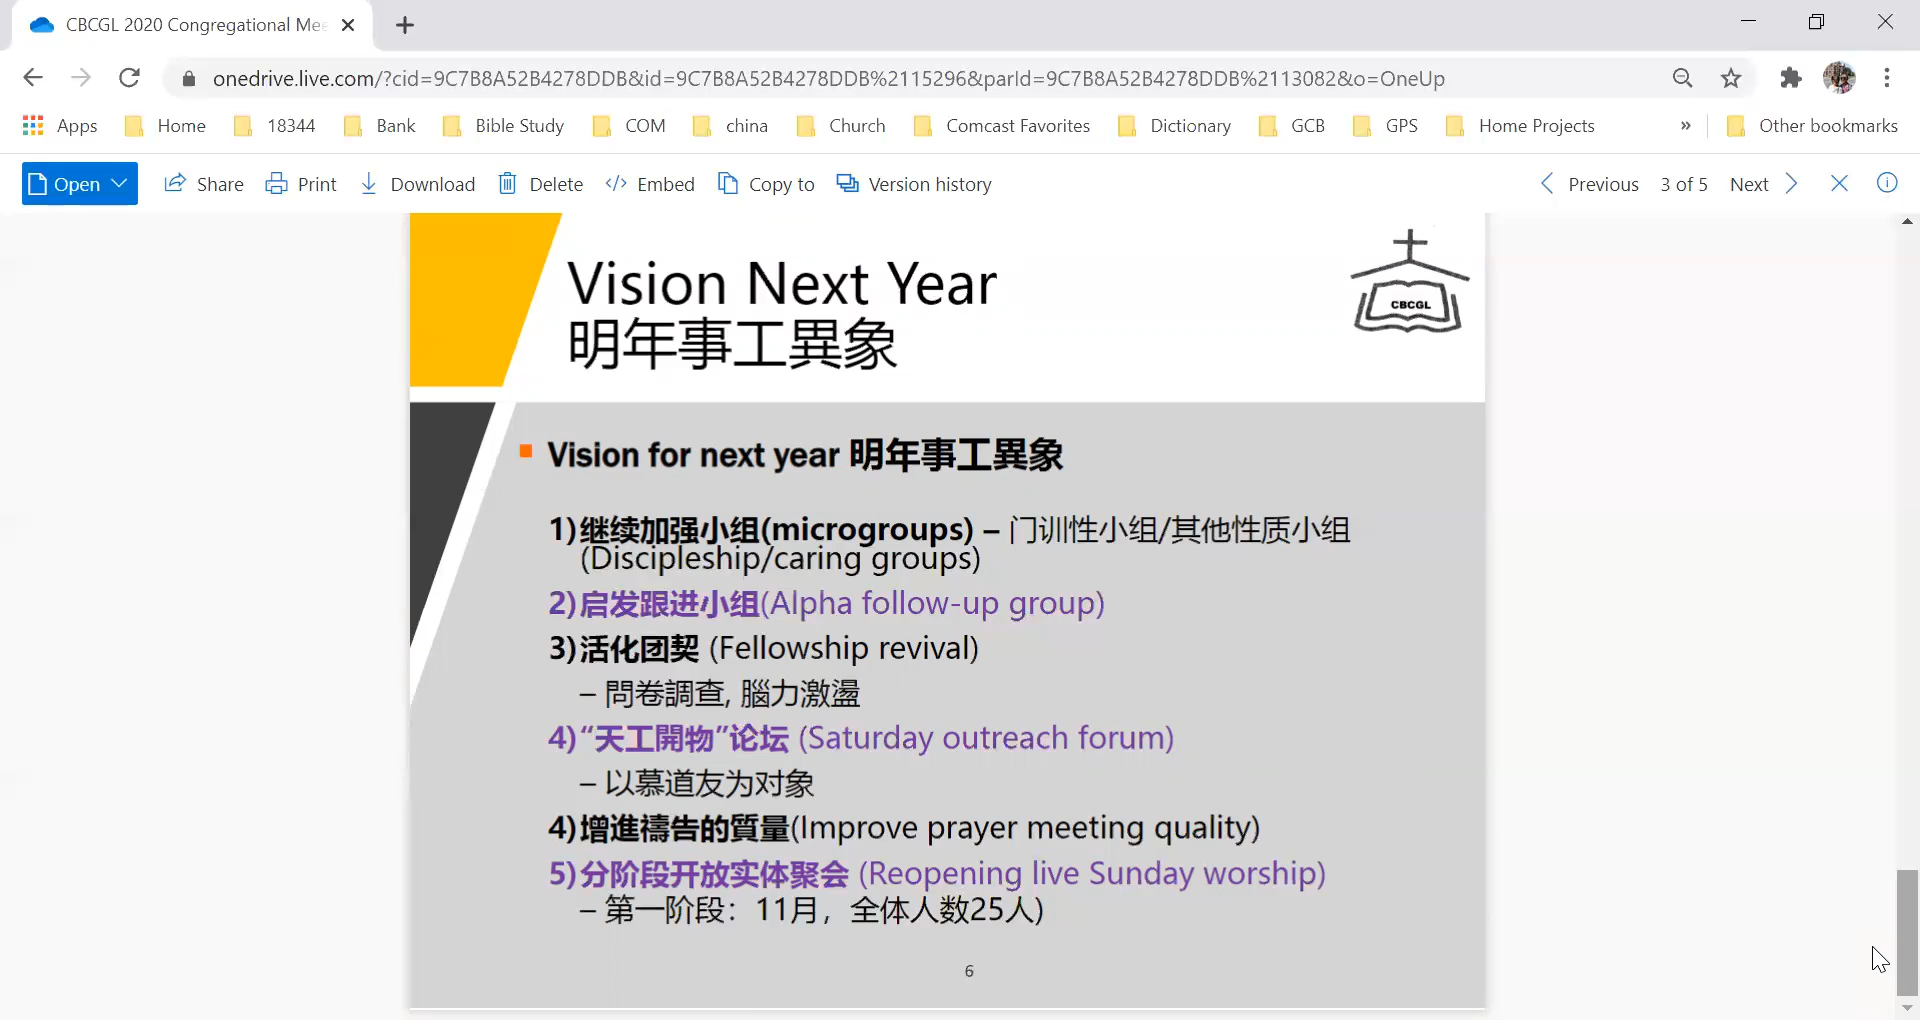 CBCGL 2020 Congregational Mee
onedrive.live.com/?cid=9C7B8A52B4278DDB&id=9C7B8A52B4278DDB%2115296&parId=9C7B8A52B4278DDB%2113082&o=OneUp
Apps Home 18344 Bank Bible Study COM china Church Comcast Favorites Dictionary GCB GPS Home Projects » Other bookmarks
Open Share Print Download Delete Embed Copy to Version history Previous 3 of 5 Next
Vision Next Year
明年事工異象
CBCGL
Vision for next year 明年事工異象
1)继续加强小组(microgroups) – 门训性小组/其他性质小组
(Discipleship/caring groups)
2)启发跟进小组(Alpha follow-up group)
3)活化团契 (Fellowship revival)
– 問卷調查, 腦力激盪
4)“天工開物”论坛 (Saturday outreach forum)
– 以慕道友为对象
4)增進禱告的質量(Improve prayer meeting quality)
5)分阶段开放实体聚会 (Reopening live Sunday worship)
– 第一阶段：11月，全体人数25人)
6